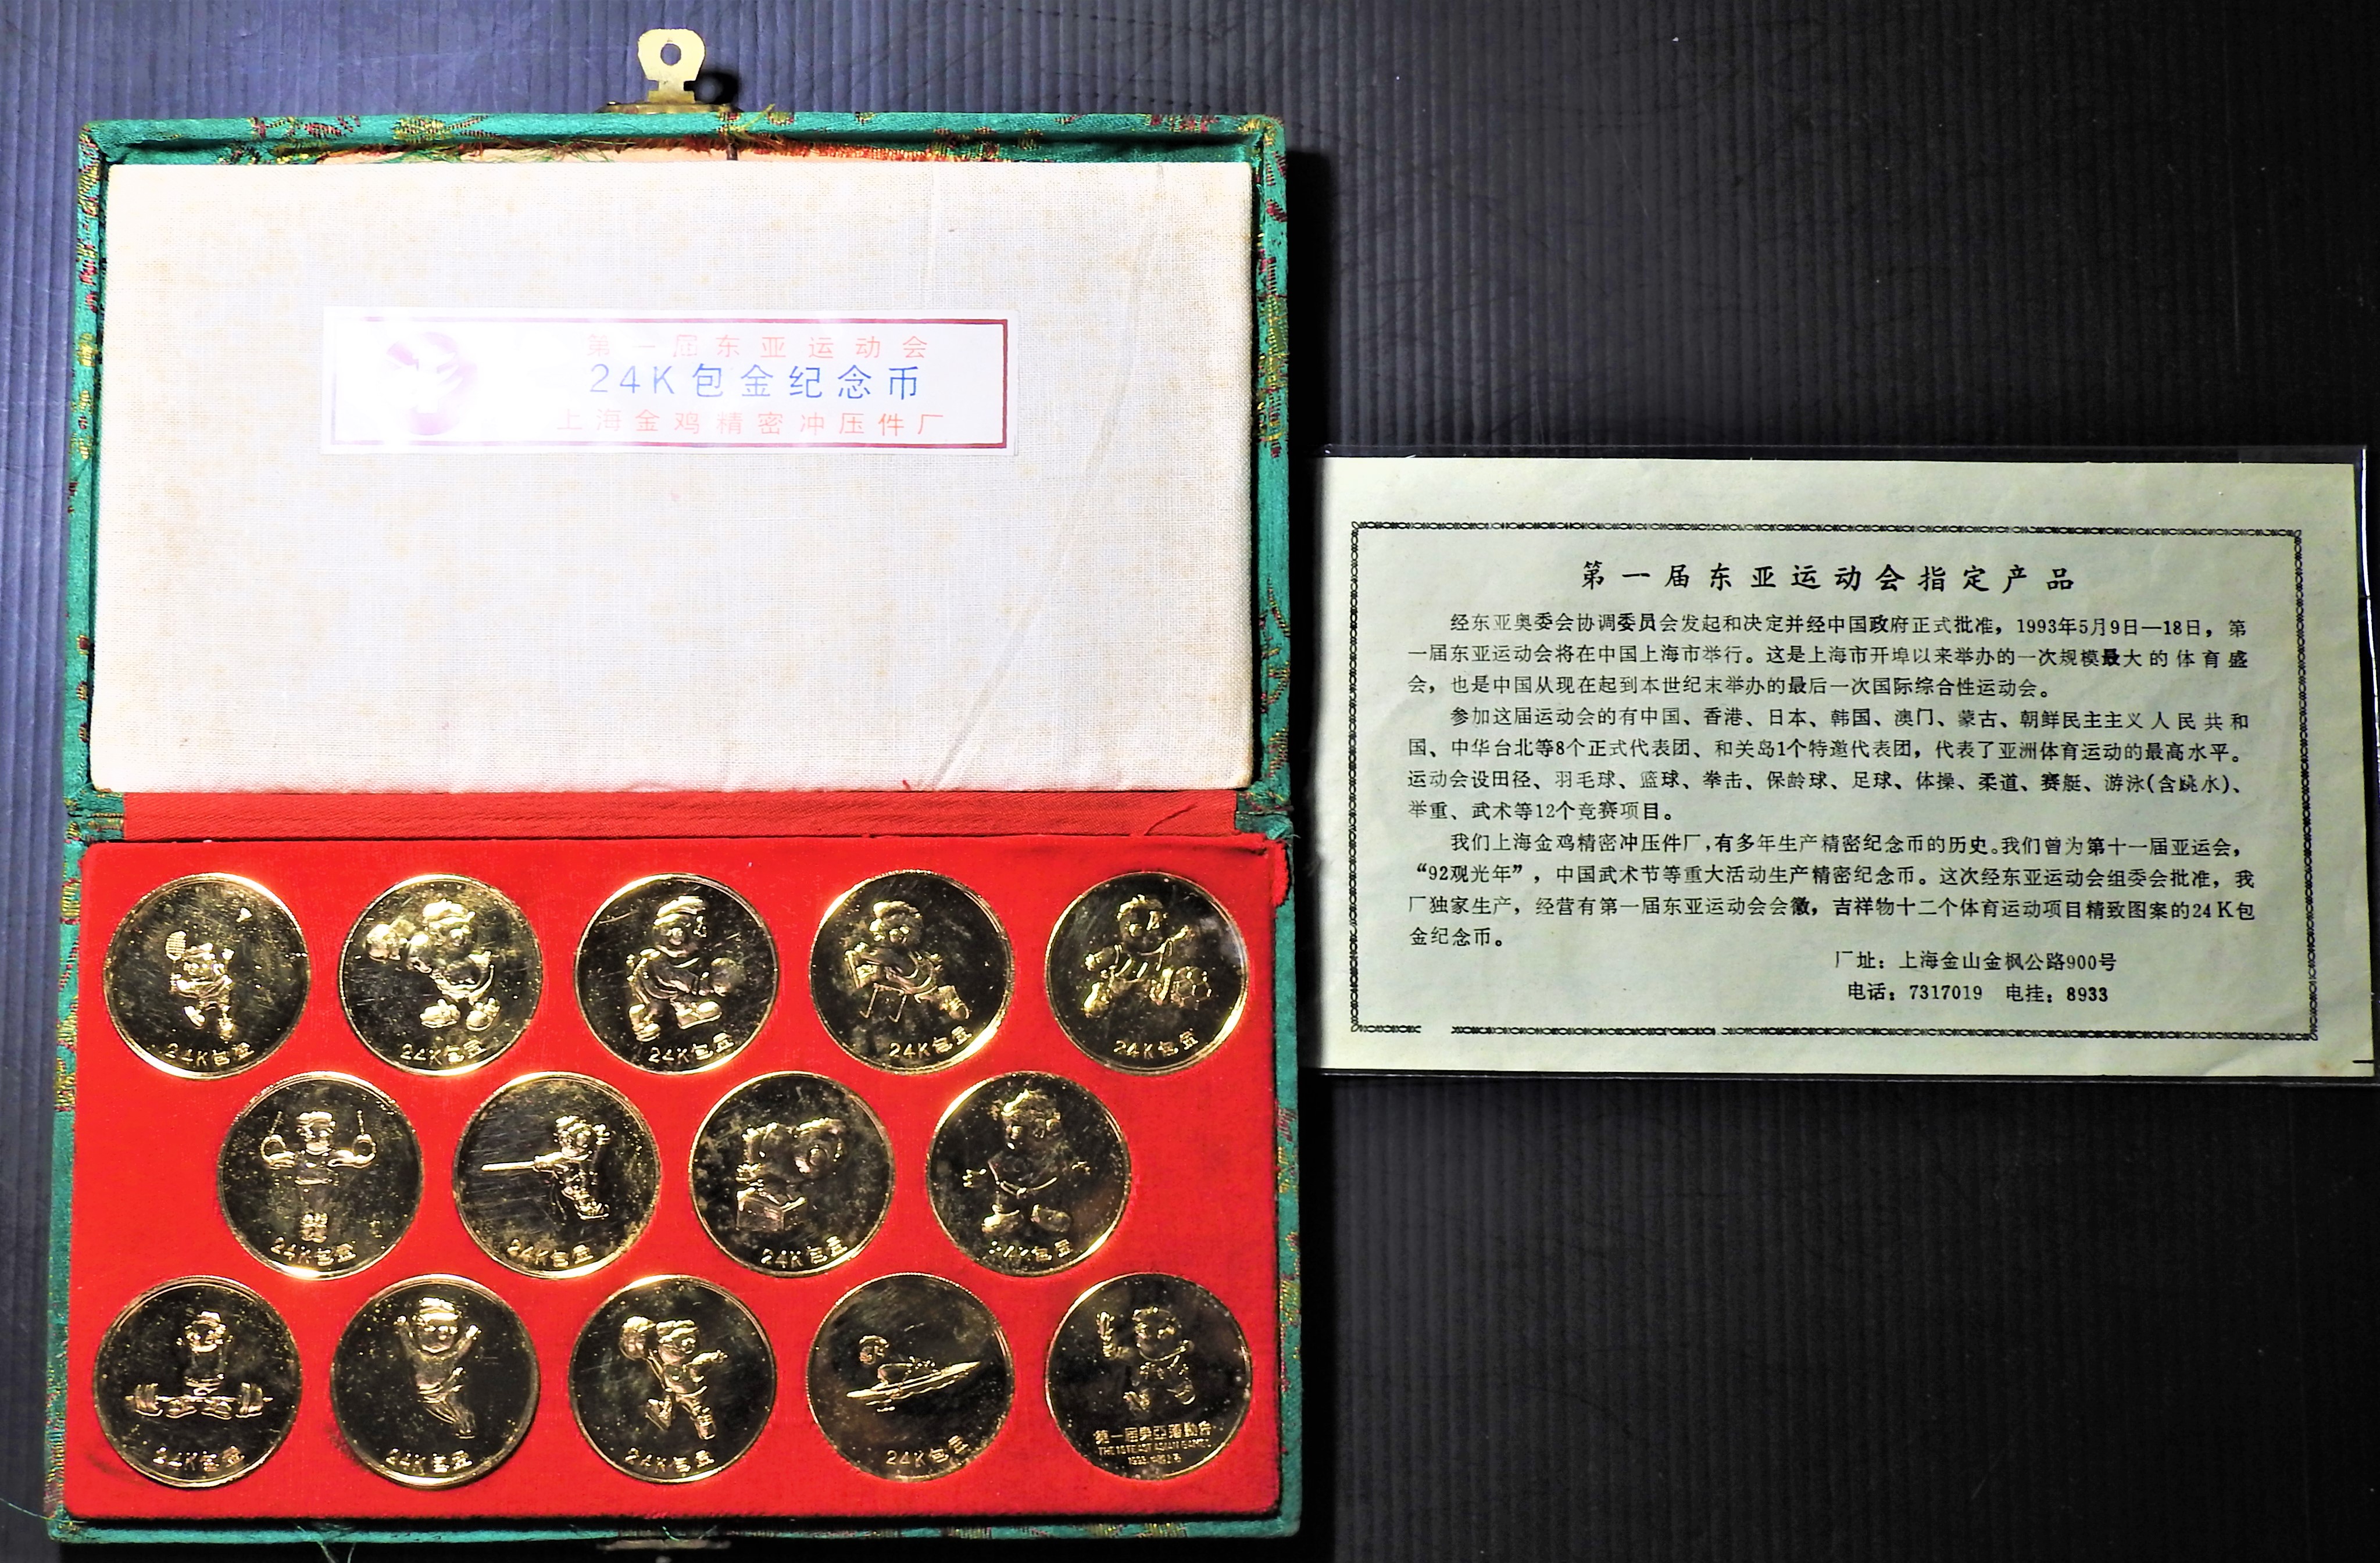 第一届东亚运动会
24K包金纪念币
上海金鸡精密冲压件厂
第一届东亚运动会指定产品
经东亚奥委会协调委员会发起和决定并经中国政府正式批准，1993年5月9日—18日，第
一届东亚运动会将在中国上海市举行。这是上海市开埠以来举办的一次规模最大的体育盛
会，也是中国从现在起到本世纪末举办的最后一次国际综合性运动会。
参加这届运动会的有中国、香港、日本、韩国、澳门、蒙古、朝鲜民主主义人民共和
国、中华台北等8个正式代表团、和关岛1个特邀代表团，代表了亚洲体育运动的最高水平。
运动会设田径、羽毛球、篮球、拳击、保龄球、足球、体操、柔道、赛艇、游泳(含跳水)、
举重、武术等12个竞赛项目。
我们上海金鸡精密冲压件厂,有多年生产精密纪念币的历史。我们曾为第十一届亚运会，
“92观光年”，中国武术节等重大活动生产精密纪念币。这次经东亚运动会组委会批准，我
厂独家生产，经营有第一届东亚运动会会徽，吉祥物十二个体育运动项目精致图案的24K包
金纪念币。
厂址：上海金山金枫公路900号
电话：7317019 电挂：8933
24K包金
24K包金
24K包金
24K包金
24K包金
24K包金
24K包金
24K包金
24K包金
24K包金
24K包金
24K包金
24K包金
第一届東亞運動會
THE 1ST EAST ASIAN GAMES